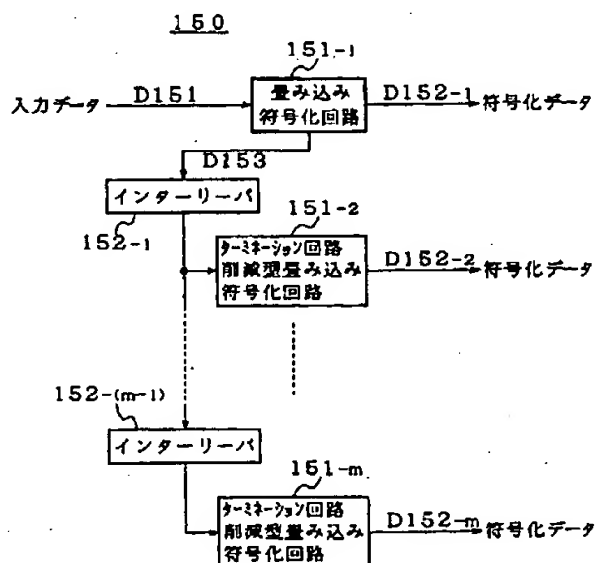 150
151-1
入力データ
D151
畳み込み
符号化回路
D152-1
符号化データ
D153
インターリーバ
152-1
151-2
ターミネーション回路
削減型畳み込み
符号化回路
D152-2
符号化データ
152-(m-1)
インターリーバ
151-m
ターミネーション回路
削減型畳み込み
符号化回路
D152-m
符号化データ